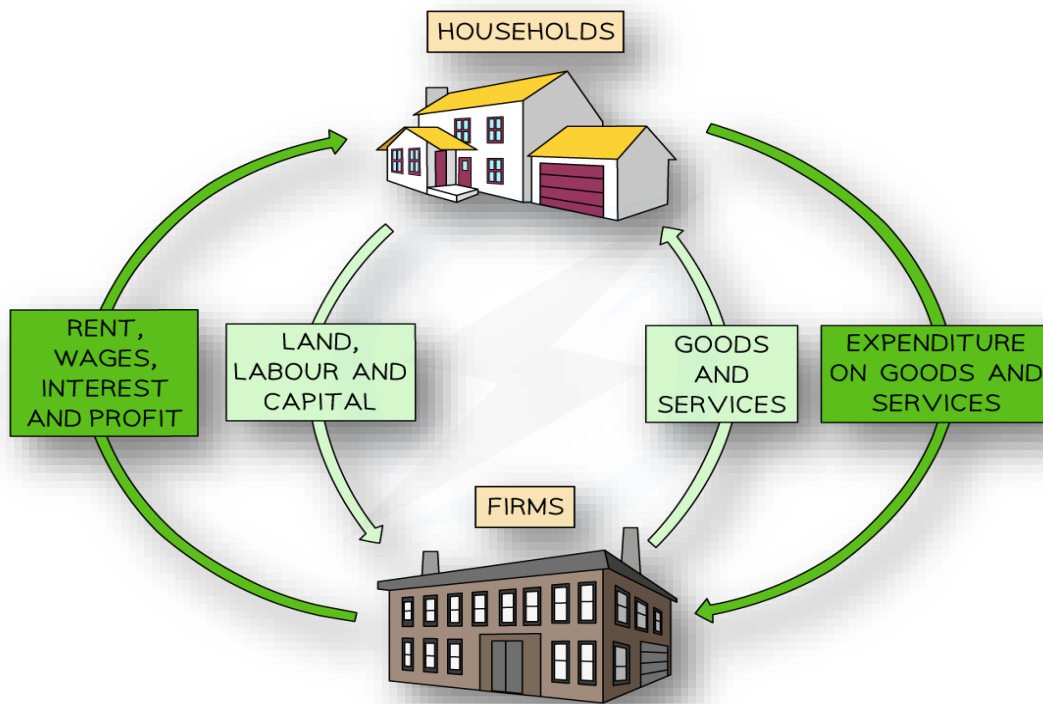 HOUSEHOLDS
RENT,
WAGES,
INTEREST
AND PROFIT
LAND,
LABOUR AND
CAPITAL
GOODS
AND
SERVICES
EXPENDITURE
ON GOODS AND
SERVICES
FIRMS